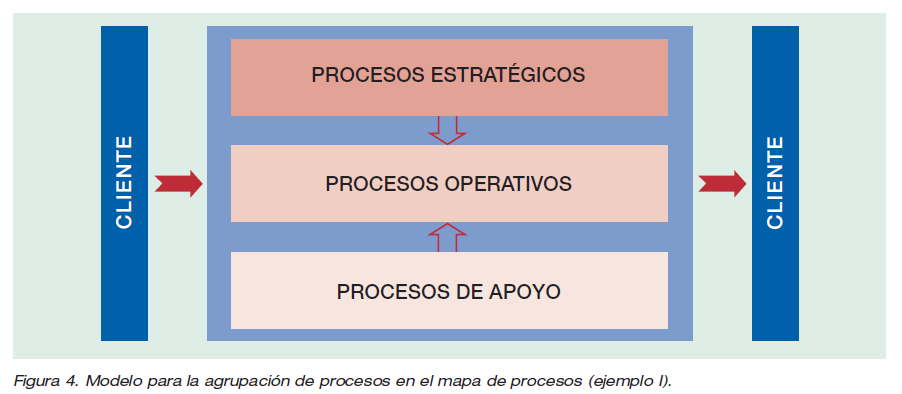 CLIENTE
PROCESOS ESTRATÉGICOS
PROCESOS OPERATIVOS
PROCESOS DE APOYO
CLIENTE
Figura 4. Modelo para la agrupación de procesos en el mapa de procesos (ejemplo I).